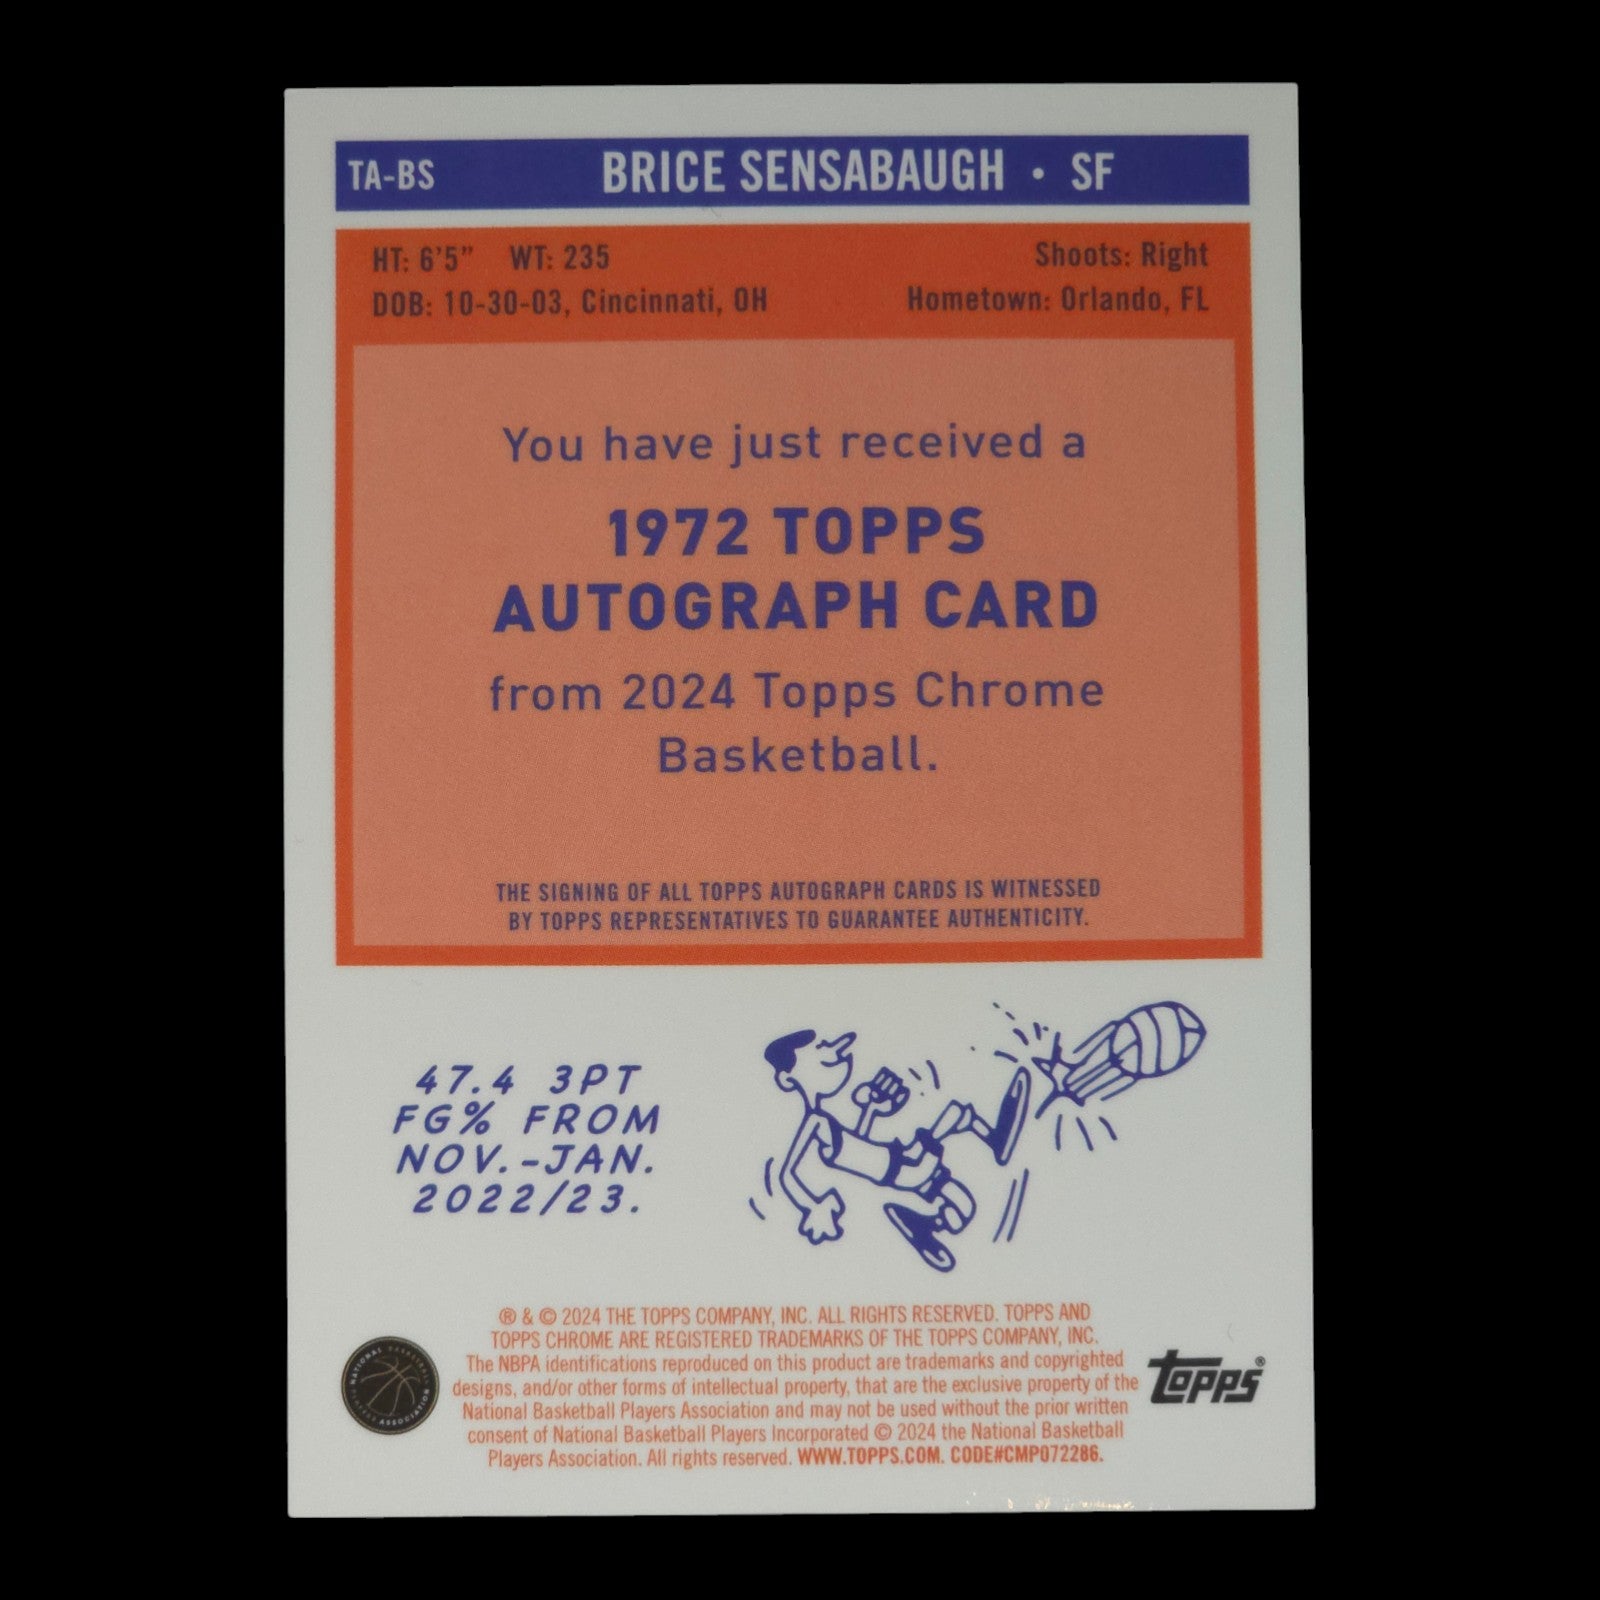 TA-BS BRICE SENSABAUGH • SF
HT: 6'5" WT: 235 Shoots: Right
DOB: 10-30-03, Cincinnati, OH Hometown: Orlando, FL
You have just received a
1972 TOPPS
AUTOGRAPH CARD
from 2024 Topps Chrome
Basketball.
THE SIGNING OF ALL TOPPS AUTOGRAPH CARDS IS WITNESSED
BY TOPPS REPRESENTATIVES TO GUARANTEE AUTHENTICITY.
47.4 3PT
FG% FROM
NOV.-JAN.
2022/23.
® & © 2024 THE TOPPS COMPANY, INC. ALL RIGHTS RESERVED. TOPPS AND
TOPPS CHROME ARE REGISTERED TRADEMARKS OF THE TOPPS COMPANY, INC.
The NBPA identifications reproduced on this product are trademarks and copyrighted
designs, and/or other forms of intellectual property, that are the exclusive property of the
National Basketball Players Association and may not be used without the prior written
consent of National Basketball Players Incorporated © 2024 the National Basketball
Players Association. All rights reserved. WWW.TOPPS.COM. CODE#CMP072286.
NATIONAL BASKETBALL PLAYERS ASSOCIATION
topps®